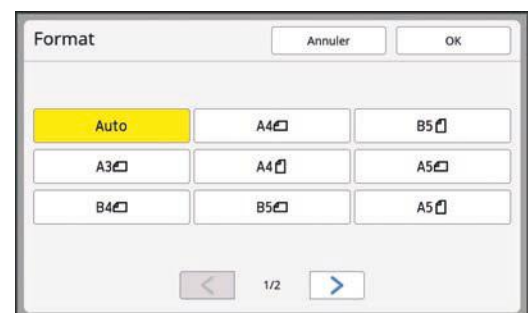 Format Annuler OK
Auto A4 B5
A3 A4 A5
B4 B5 A5
1/2